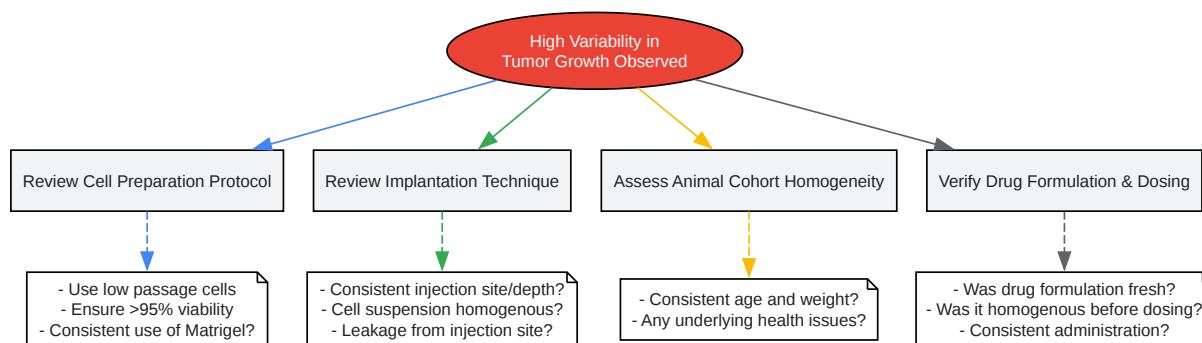 High Variability in
Tumor Growth Observed
Review Cell Preparation Protocol
Review Implantation Technique
Assess Animal Cohort Homogeneity
Verify Drug Formulation & Dosing
- Use low passage cells
- Ensure >95% viability
- Consistent use of Matrigel?
- Consistent injection site/depth?
- Cell suspension homogenous?
- Leakage from injection site?
- Consistent age and weight?
- Any underlying health issues?
- Was drug formulation fresh?
- Was it homogenous before dosing?
- Consistent administration?